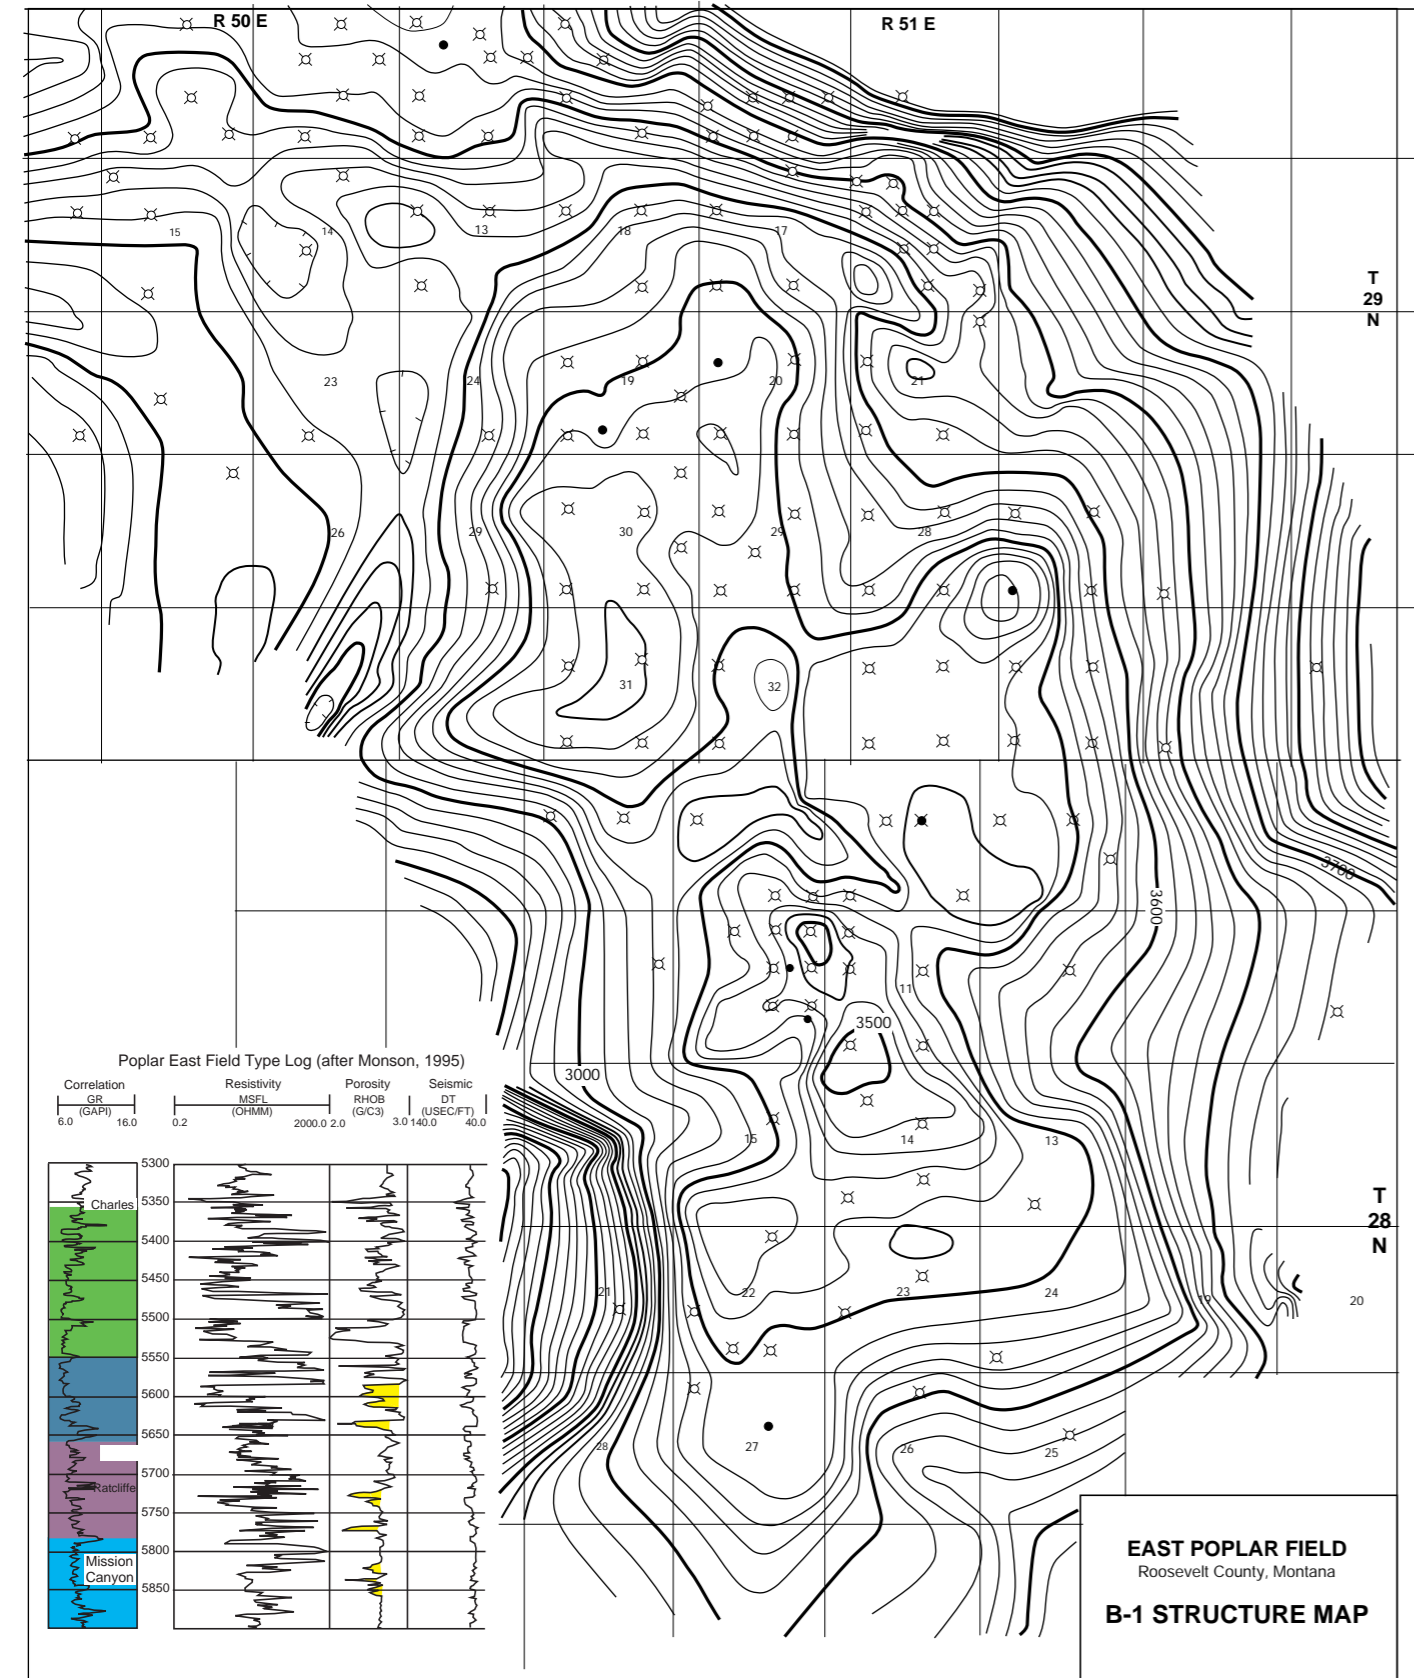 R 50 E
R 51 E
15
14
13
18
17
T
29
N
23
24
19
20
21
26
29
30
29
28
31
32
3700
3600
11
3500
3000
15
14
13
T
28
N
21
22
23
24
19
20
28
27
26
25
Poplar East Field Type Log (after Monson, 1995)
Correlation
GR
(GAPI)
6.0 16.0
Resistivity
MSFL
(OHMM)
0.2 2000.0
Porosity
RHOB
(G/C3)
2.0 3.0
Seismic
DT
(USEC/FT)
140.0 40.0
5300
5350
Charles
5400
5450
5500
5550
5600
5650
5700
Ratcliffe
5750
5800
Mission
Canyon
5850
EAST POPLAR FIELD
Roosevelt County, Montana
B-1 STRUCTURE MAP